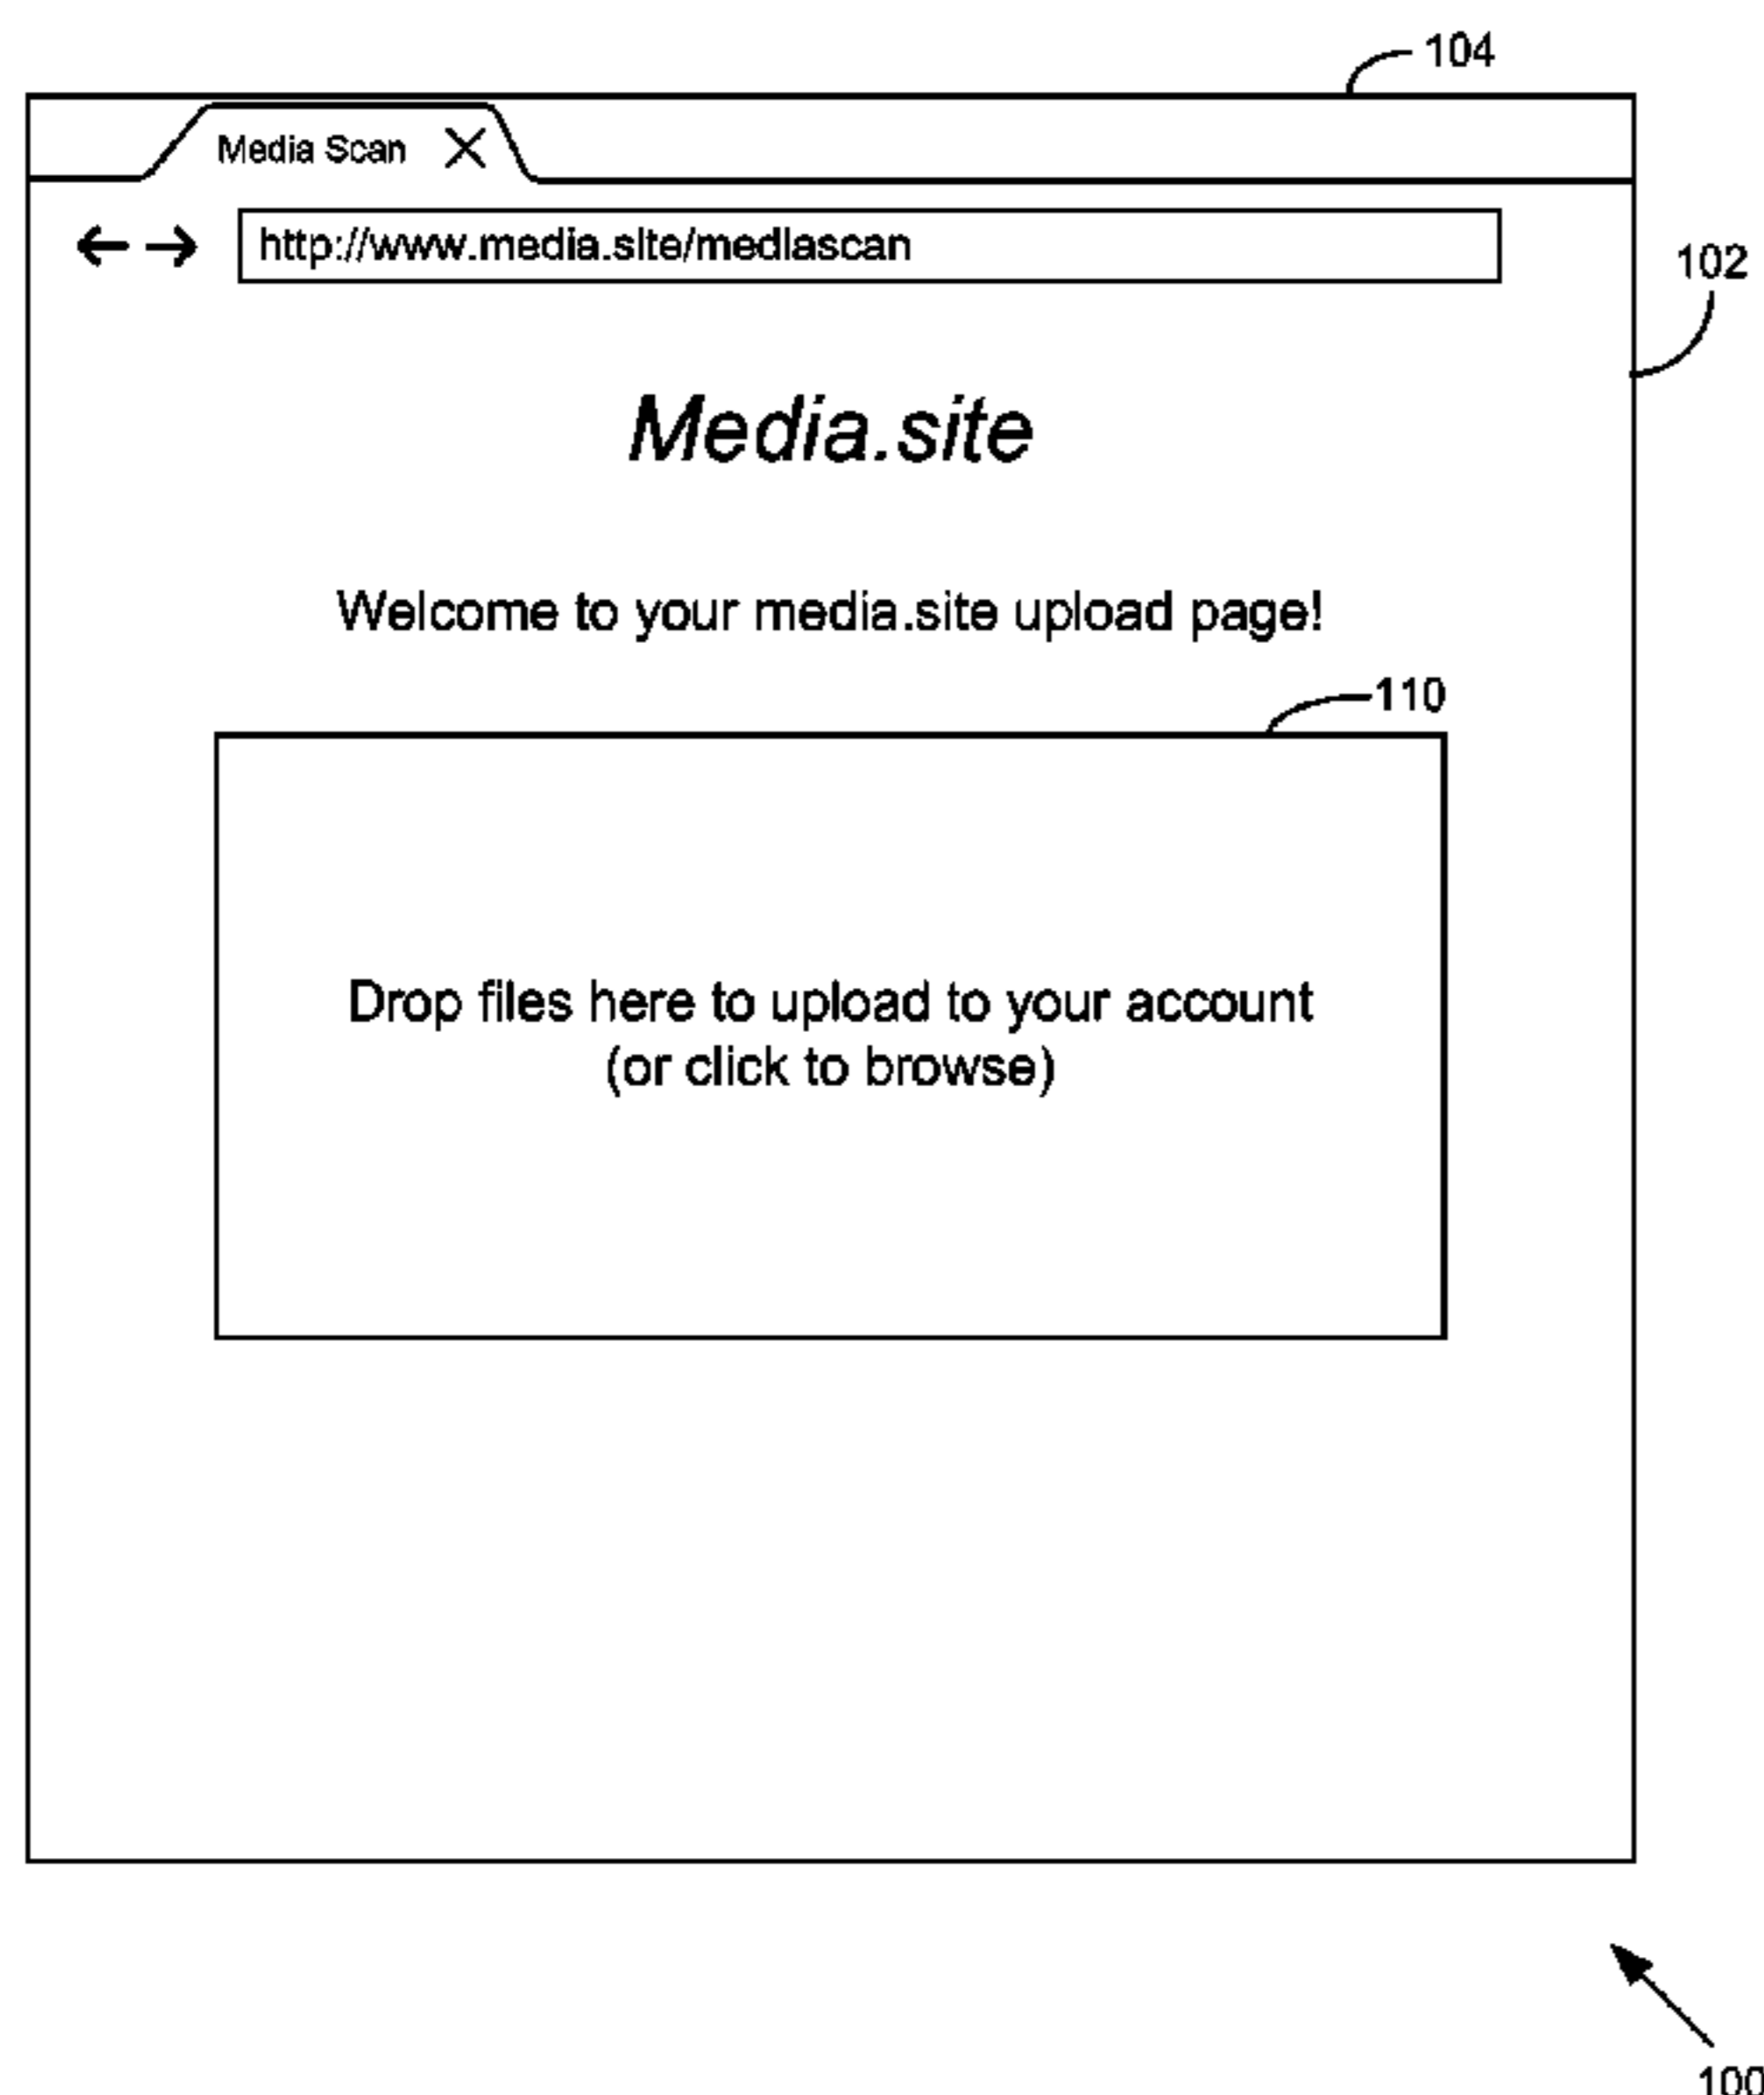 104
Media Scan
http://www.media.site/mediascan
102
Media.site
Welcome to your media.site upload page!
110
Drop files here to upload to your account
(or click to browse)
100